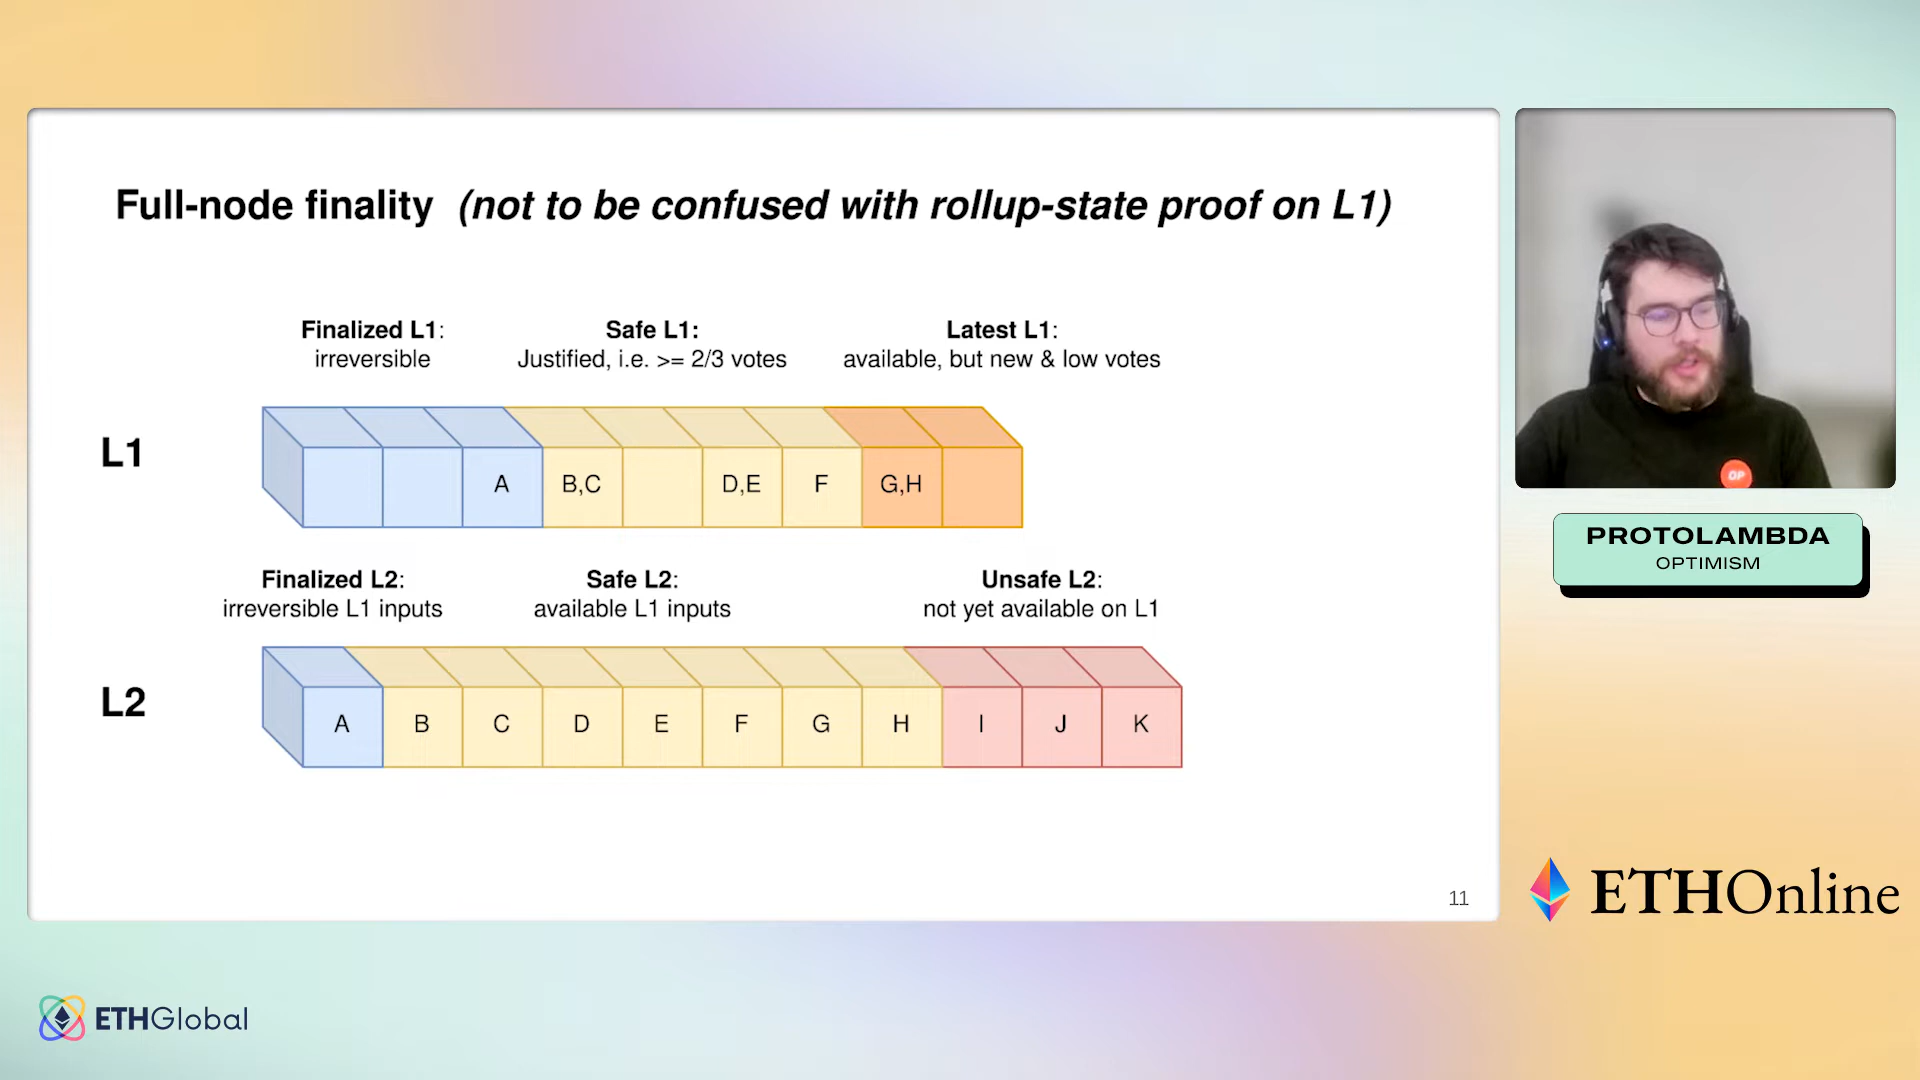 Full-node finality (not to be confused with rollup-state proof on L1)
Finalized L1:
irreversible
Safe L1:
Justified, i.e. >= 2/3 votes
Latest L1:
available, but new & low votes
L1
A
B,C
D,E
F
G,H
Finalized L2:
irreversible L1 inputs
Safe L2:
available L1 inputs
Unsafe L2:
not yet available on L1
L2
A
B
C
D
E
F
G
H
I
J
K
11
OP
PROTOLAMBDA
OPTIMISM
ETHOnline
ETHGlobal